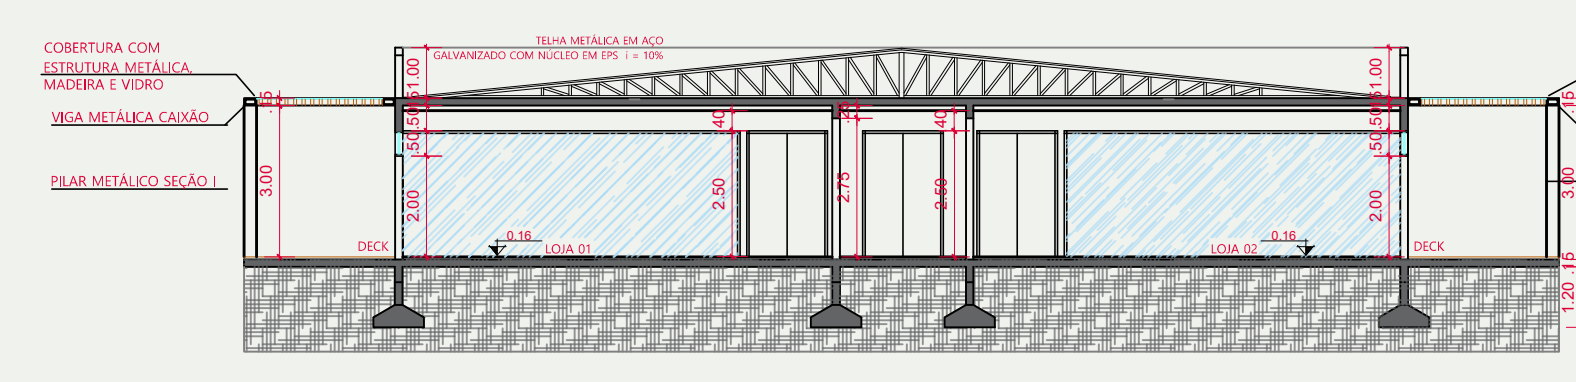 COBERTURA COM
ESTRUTURA METÁLICA,
MADEIRA E VIDRO
VIGA METÁLICA CAIXÃO
PILAR METÁLICO SEÇÃO I
TELHA METÁLICA EM AÇO
GALVANIZADO COM NÚCLEO EM EPS i = 10%
.15
3.00
1.00
.50
.50
2.00
.40
2.50
.25
2.75
.40
2.50
1.00
.50
.50
2.00
.15
3.00
.15
1.20
DECK
0.16
LOJA 01
LOJA 02
0.16
DECK